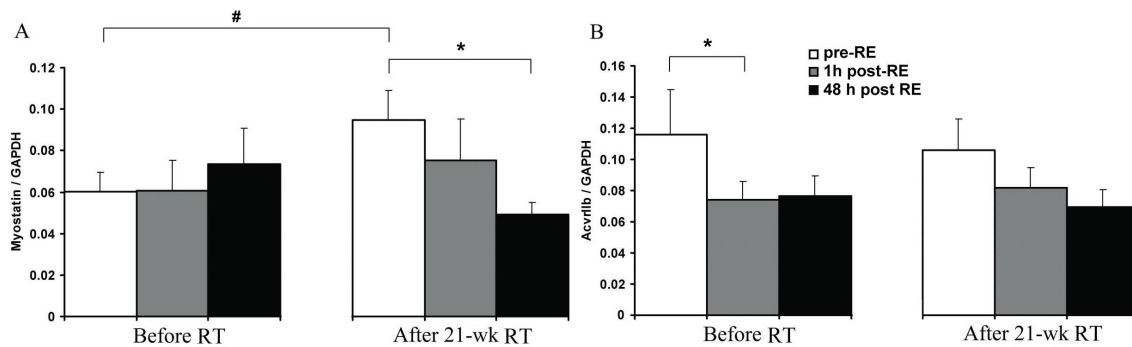 A
#
*
Myostatin / GAPDH
0.12
0.10
0.08
0.06
0.04
0.02
0
Before RT
After 21-wk RT
B
*
pre-RE
1h post-RE
48 h post RE
AcvrIIb / GAPDH
0.16
0.14
0.12
0.10
0.08
0.06
0.04
0.02
0
Before RT
After 21-wk RT